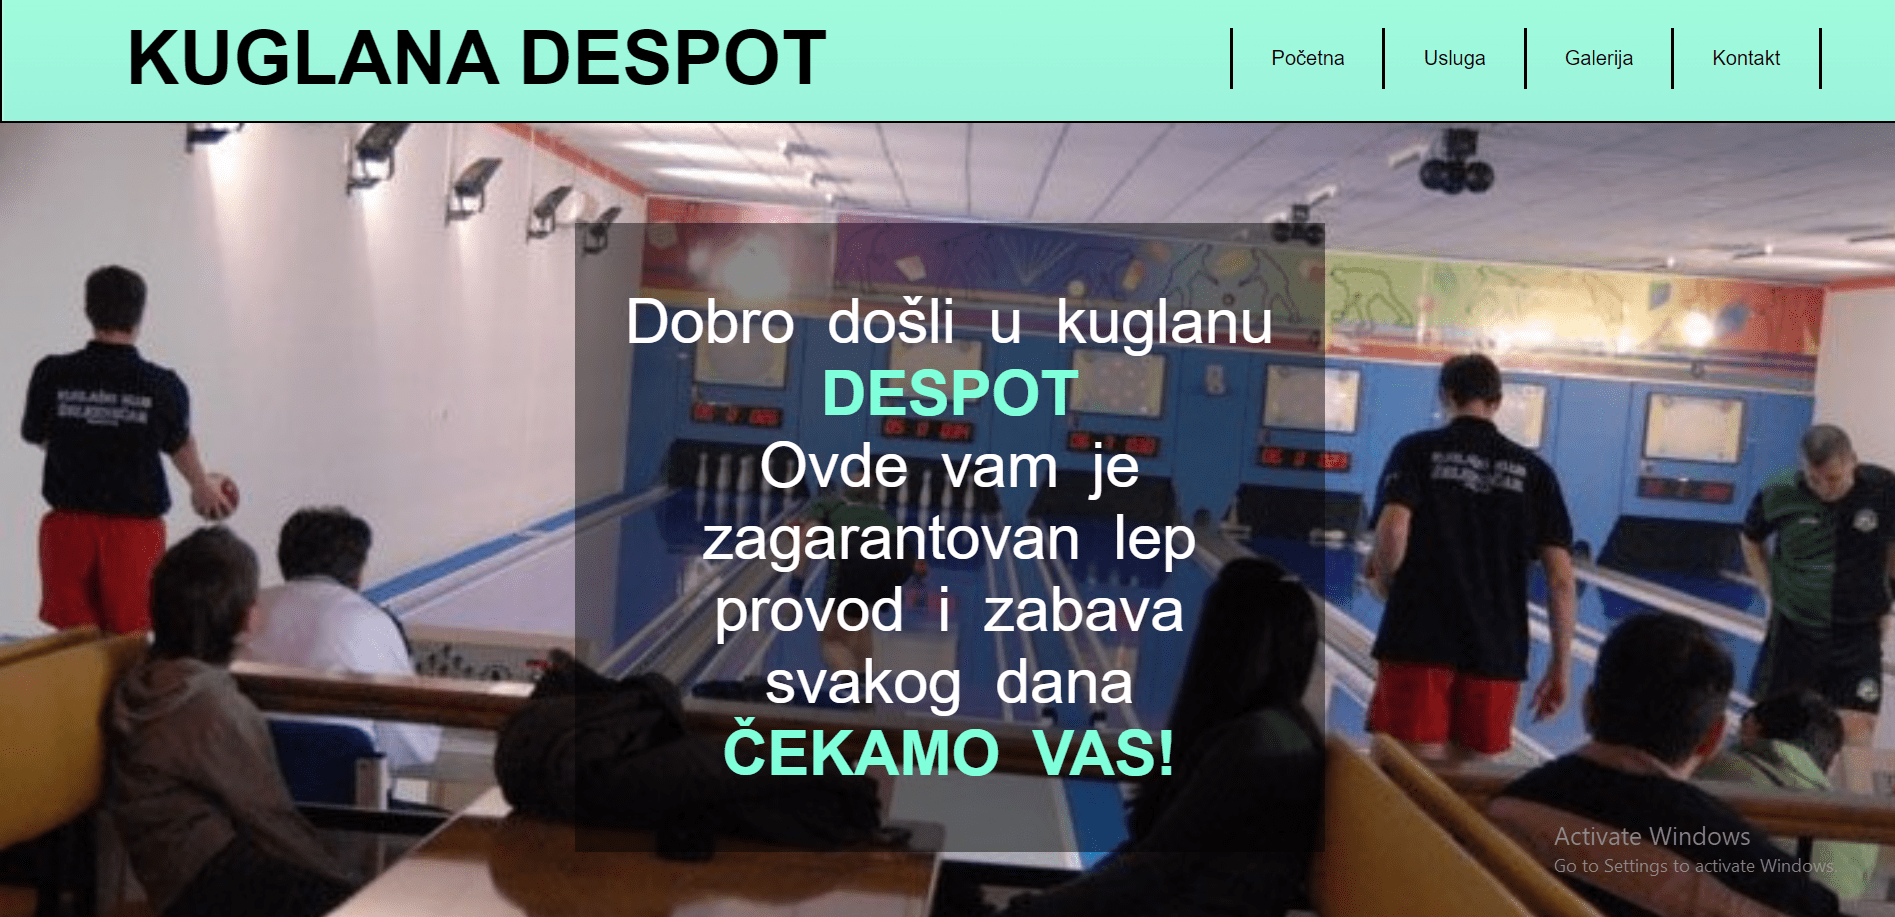 KUGLANA DESPOT
Početna
Usluga
Galerija
Kontakt
Dobro došli u kuglanu
DESPOT
Ovde vam je
zagarantovan lep
provod i zabava
svakog dana
ČEKAMO VAS!
Activate Windows
Go to Settings to activate Windows.